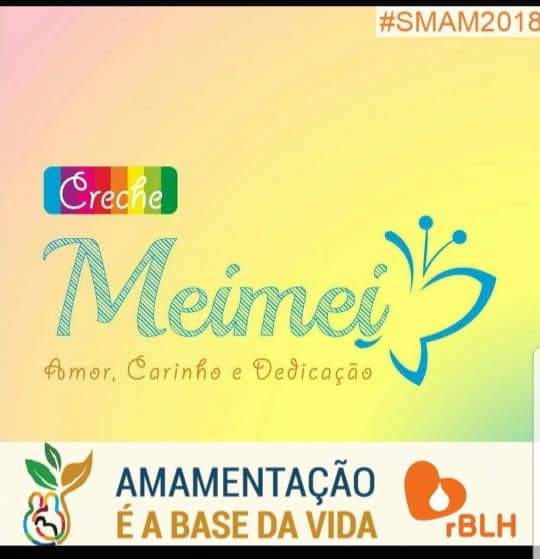 #SMAM2018
Creche
Meimei
Amor, Carinho e Dedicação
AMAMENTAÇÃO
É A BASE DA VIDA
rBLH